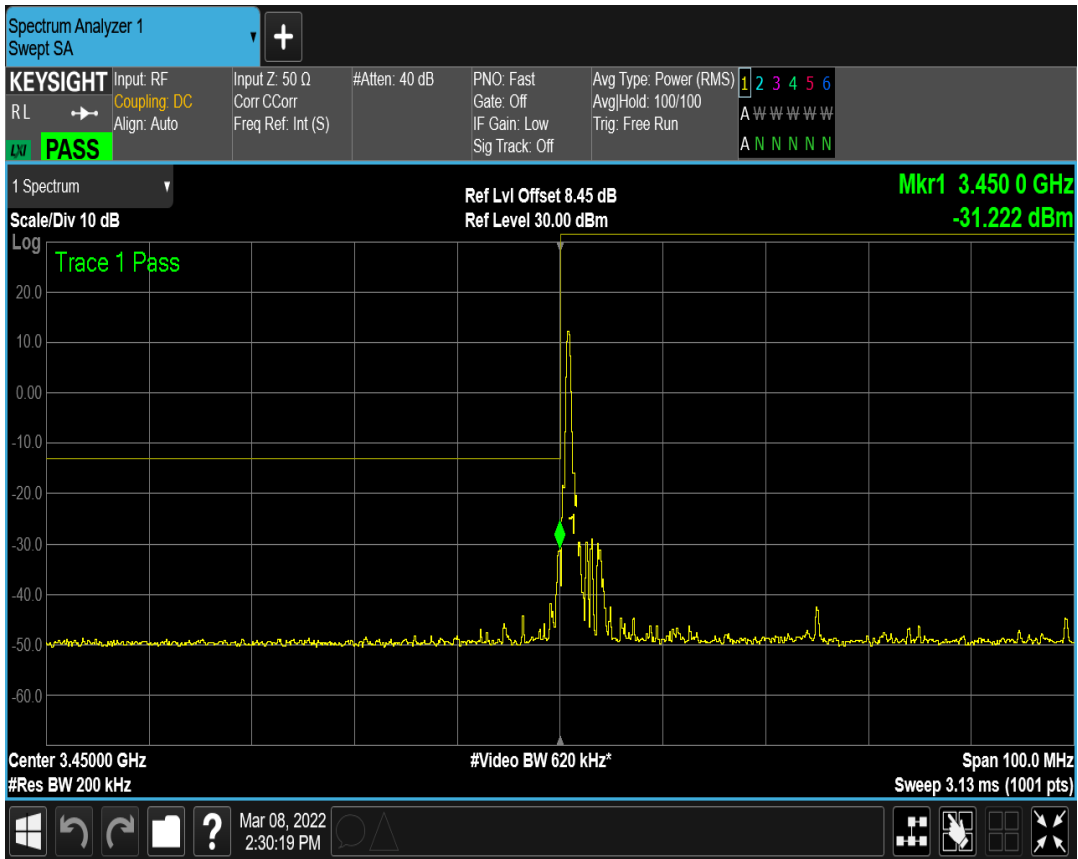 Spectrum Analyzer 1
Swept SA
KEYSIGHT
RL
LXI PASS
Input: RF
Coupling: DC
Align: Auto
Input Z: 50 Ω
Corr CCorr
Freq Ref: Int (S)
#Atten: 40 dB
PNO: Fast
Gate: Off
IF Gain: Low
Sig Track: Off
Avg Type: Power (RMS)
Avg|Hold: 100/100
Trig: Free Run
1 2 3 4 5 6
A W W W W W
A N N N N N
1 Spectrum
Scale/Div 10 dB
Ref Lvl Offset 8.45 dB
Ref Level 30.00 dBm
Mkr1 3.450 0 GHz
-31.222 dBm
Log
Trace 1 Pass
20.0
10.0
0.00
-10.0
-20.0
-30.0
-40.0
-50.0
-60.0
Center 3.45000 GHz
#Res BW 200 kHz
#Video BW 620 kHz*
Span 100.0 MHz
Sweep 3.13 ms (1001 pts)
?
Mar 08, 2022
2:30:19 PM